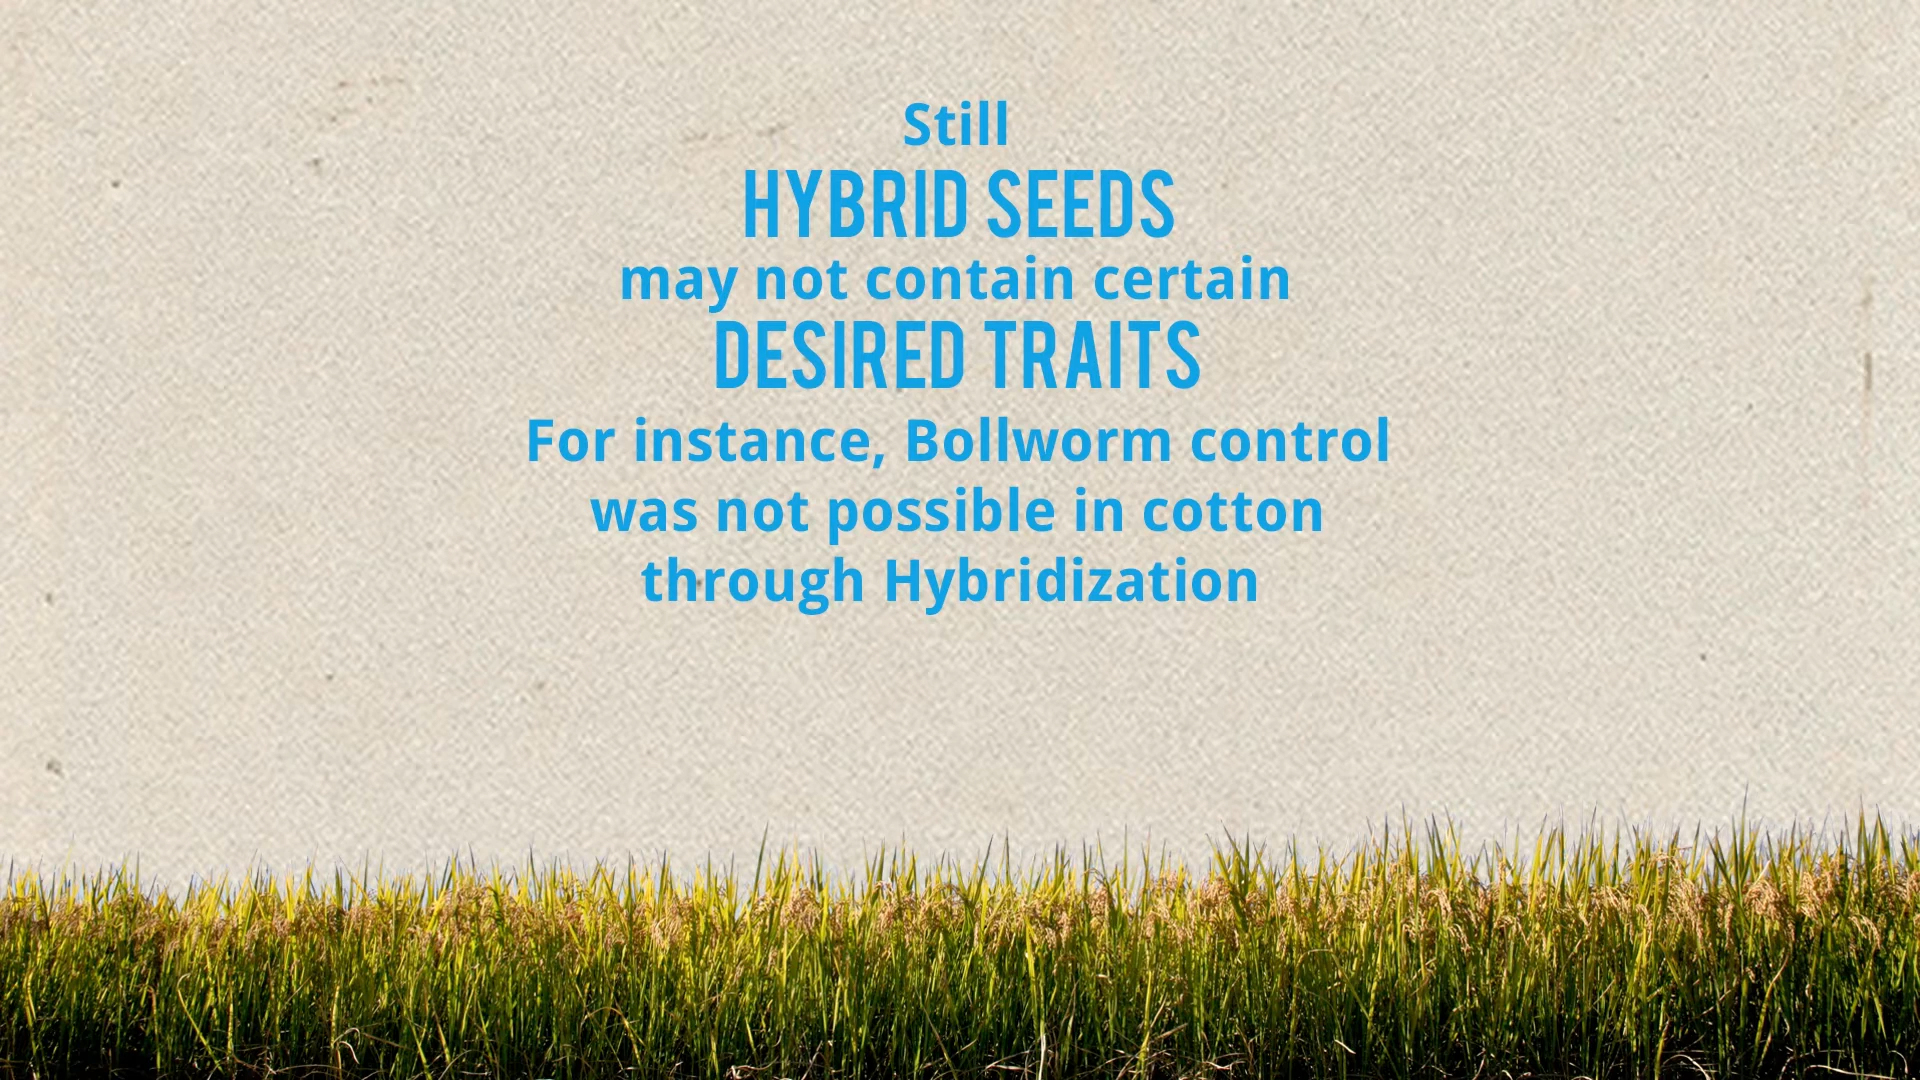 Still
HYBRID SEEDS
may not contain certain
DESIRED TRAITS
For instance, Bollworm control
was not possible in cotton
through Hybridization